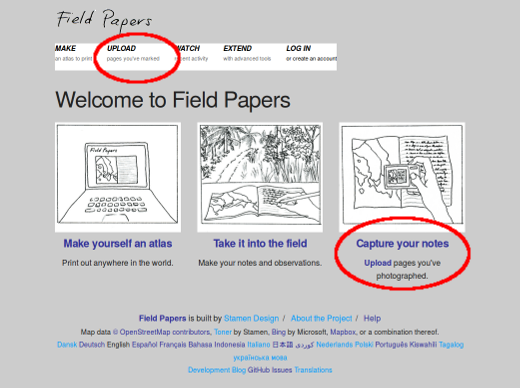 Field Papers
MAKE UPLOAD WATCH EXTEND LOG IN
an atlas to print pages you've marked recent activity with advanced tools or create an account
Welcome to Field Papers
Field Papers
Make yourself an atlas Take it into the field Capture your notes
Print out anywhere in the world. Make your notes and observations. Upload pages you've
photographed.
Field Papers is built by Stamen Design / About the Project / Help
Map data © OpenStreetMap contributors, Toner by Stamen, Bing by Microsoft, Mapbox, or a combination thereof.
Dansk Deutsch English Español Français Bahasa Indonesia Italiano 日本語 كوردی Nederlands Polski Português Kiswahili Tagalog
українська мова
Development Blog GitHub Issues Translations